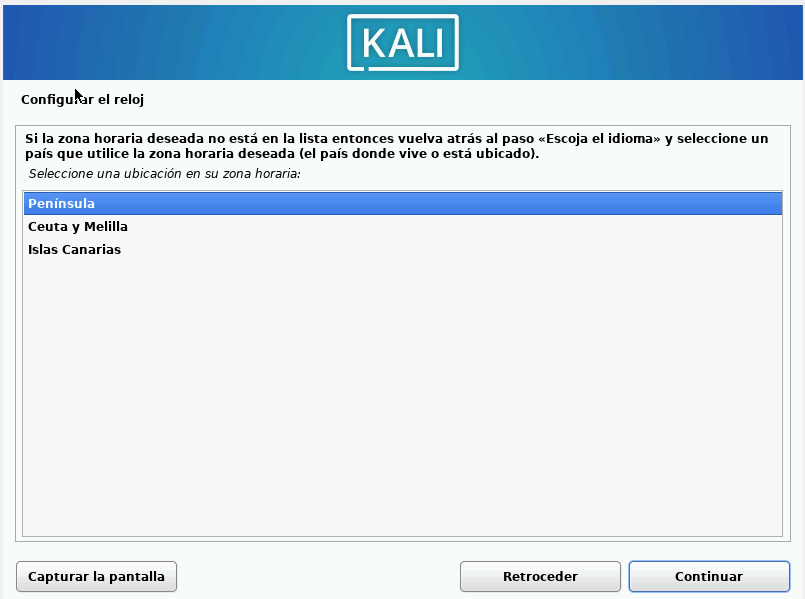 KALI
Configurar el reloj
Si la zona horaria deseada no está en la lista entonces vuelva atrás al paso «Escoja el idioma» y seleccione un
país que utilice la zona horaria deseada (el país donde vive o está ubicado).
Seleccione una ubicación en su zona horaria:
Península
Ceuta y Melilla
Islas Canarias
Capturar la pantalla
Retroceder
Continuar